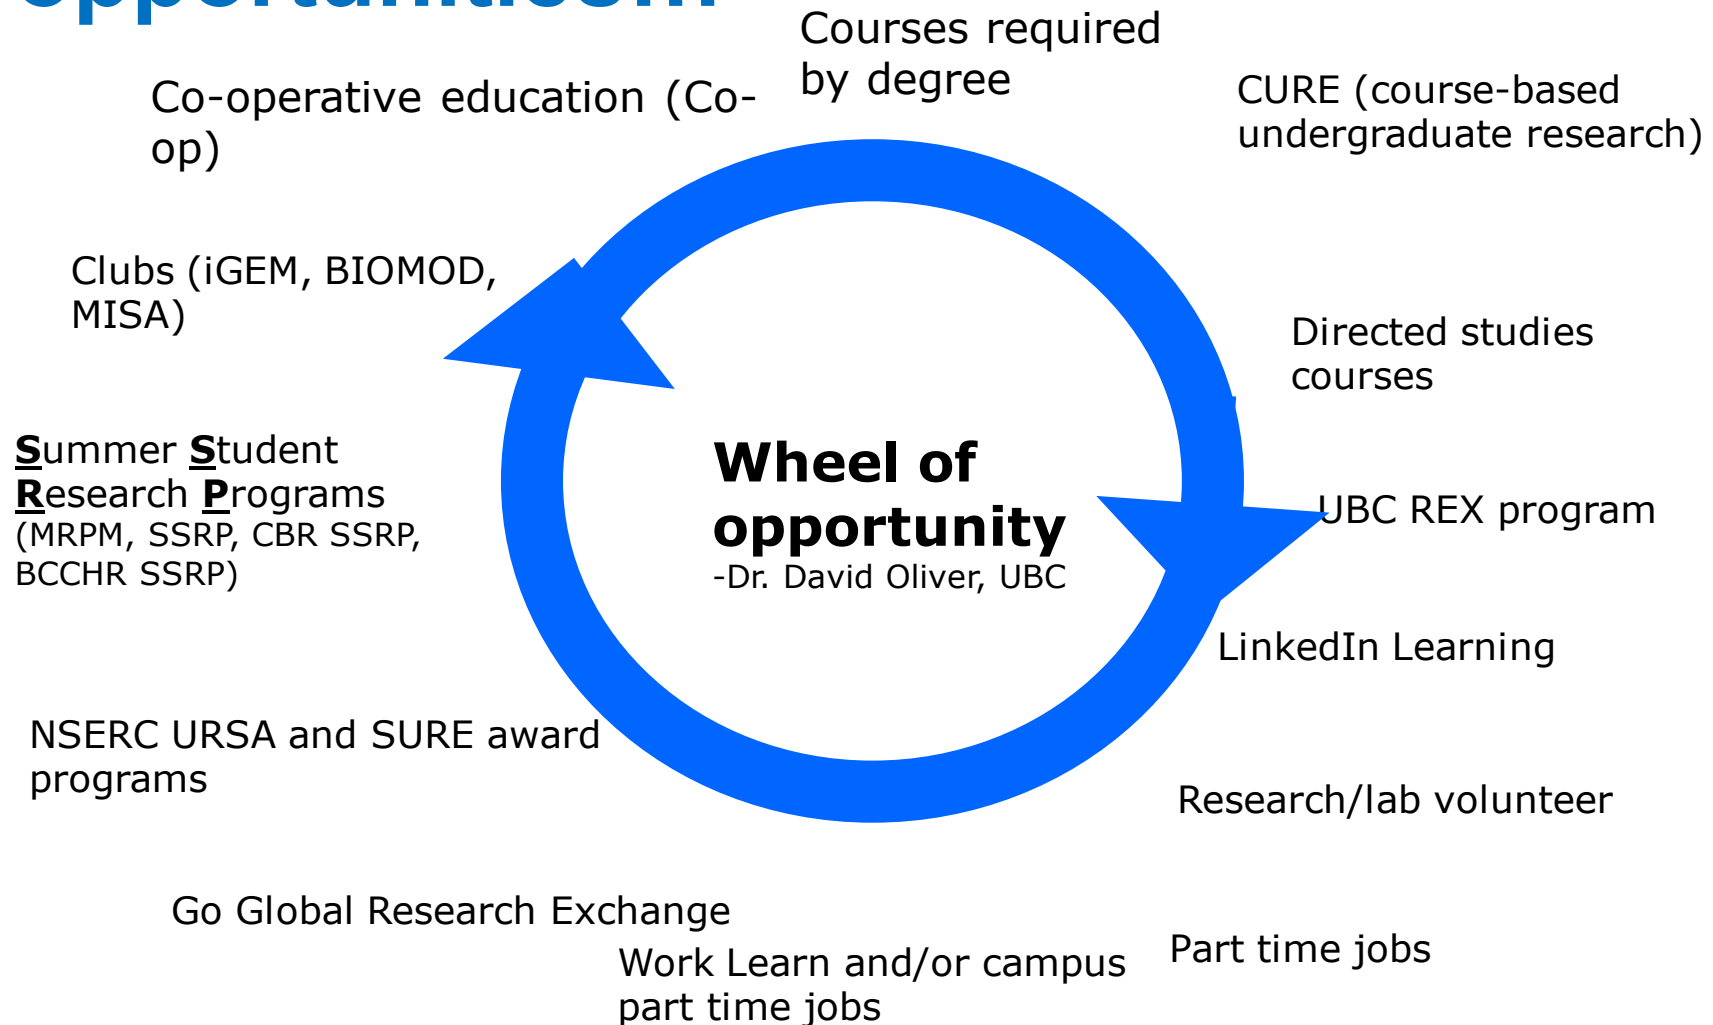 Courses required
by degree
Co-operative education (Co-
op)
CURE (course-based
undergraduate research)
Clubs (iGEM, BIOMOD,
MISA)
Directed studies
courses
Summer Student
Research Programs
(MRPM, SSRP, CBR SSRP,
BCCHR SSRP)
Wheel of
opportunity
-Dr. David Oliver, UBC
UBC REX program
LinkedIn Learning
NSERC URSA and SURE award
programs
Research/lab volunteer
Go Global Research Exchange
Work Learn and/or campus
part time jobs
Part time jobs